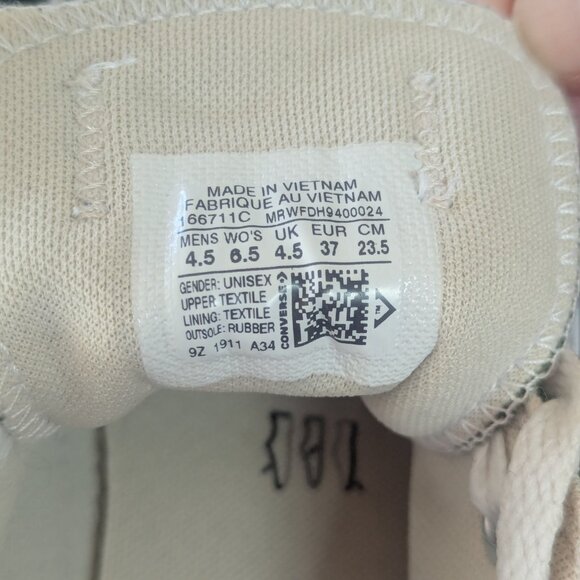 MADE IN VIETNAM
FABRIQUE AU VIETNAM
166711C MRWFDH9400024
MENS WO'S UK EUR CM
4.5 6.5 4.5 37 23.5
GENDER: UNISEX
UPPER: TEXTILE
LINING: TEXTILE
OUTSOLE: RUBBER
9Z 1911 A34
CONVERSE